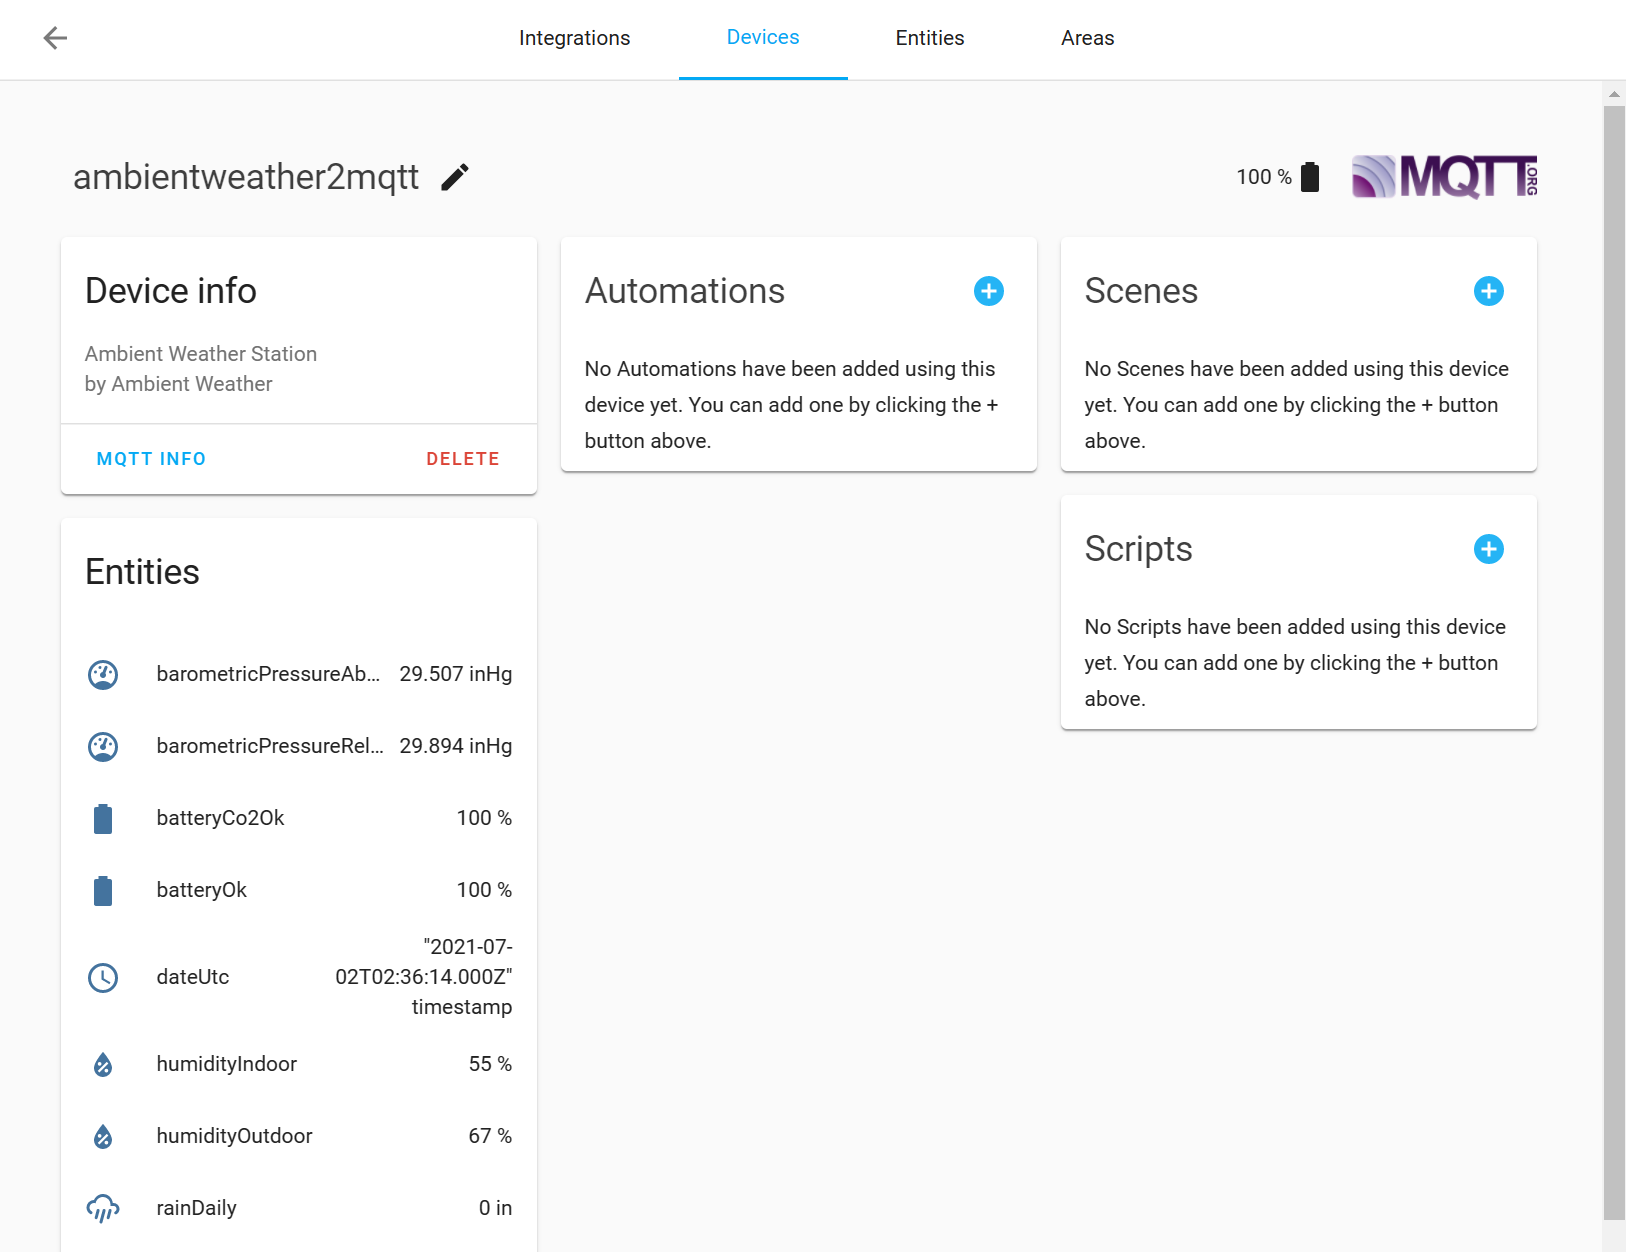 Integrations
Devices
Entities
Areas
ambientweather2mqtt
100 %
MQTT.ORG
Device info
Ambient Weather Station
by Ambient Weather
MQTT INFO
DELETE
Automations
No Automations have been added using this
device yet. You can add one by clicking the +
button above.
Scenes
No Scenes have been added using this device
yet. You can add one by clicking the + button
above.
Scripts
No Scripts have been added using this device
yet. You can add one by clicking the + button
above.
Entities
barometricPressureAb... 29.507 inHg
barometricPressureRel... 29.894 inHg
batteryCo2Ok 100 %
batteryOk 100 %
dateUtc
"2021-07-
02T02:36:14.000Z"
timestamp
humidityIndoor 55 %
humidityOutdoor 67 %
rainDaily 0 in